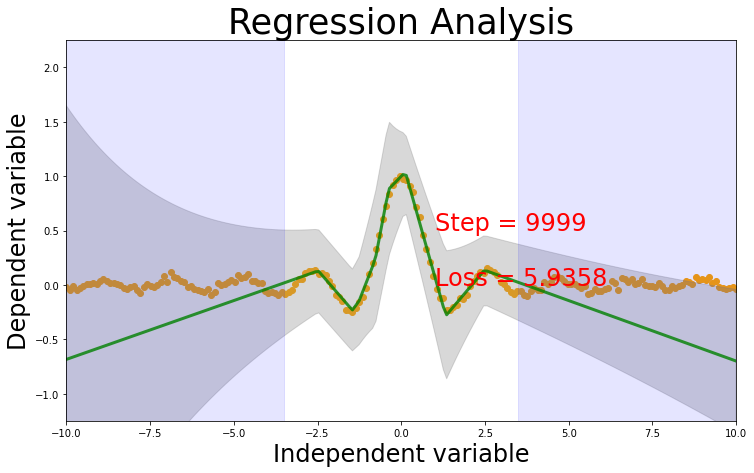 Regression Analysis
Dependent variable
2.0
1.5
1.0
0.5
0.0
−0.5
−1.0
Step = 9999
Loss = 5.9358
−10.0 −7.5 −5.0 −2.5 0.0 2.5 5.0 7.5 10.0
Independent variable